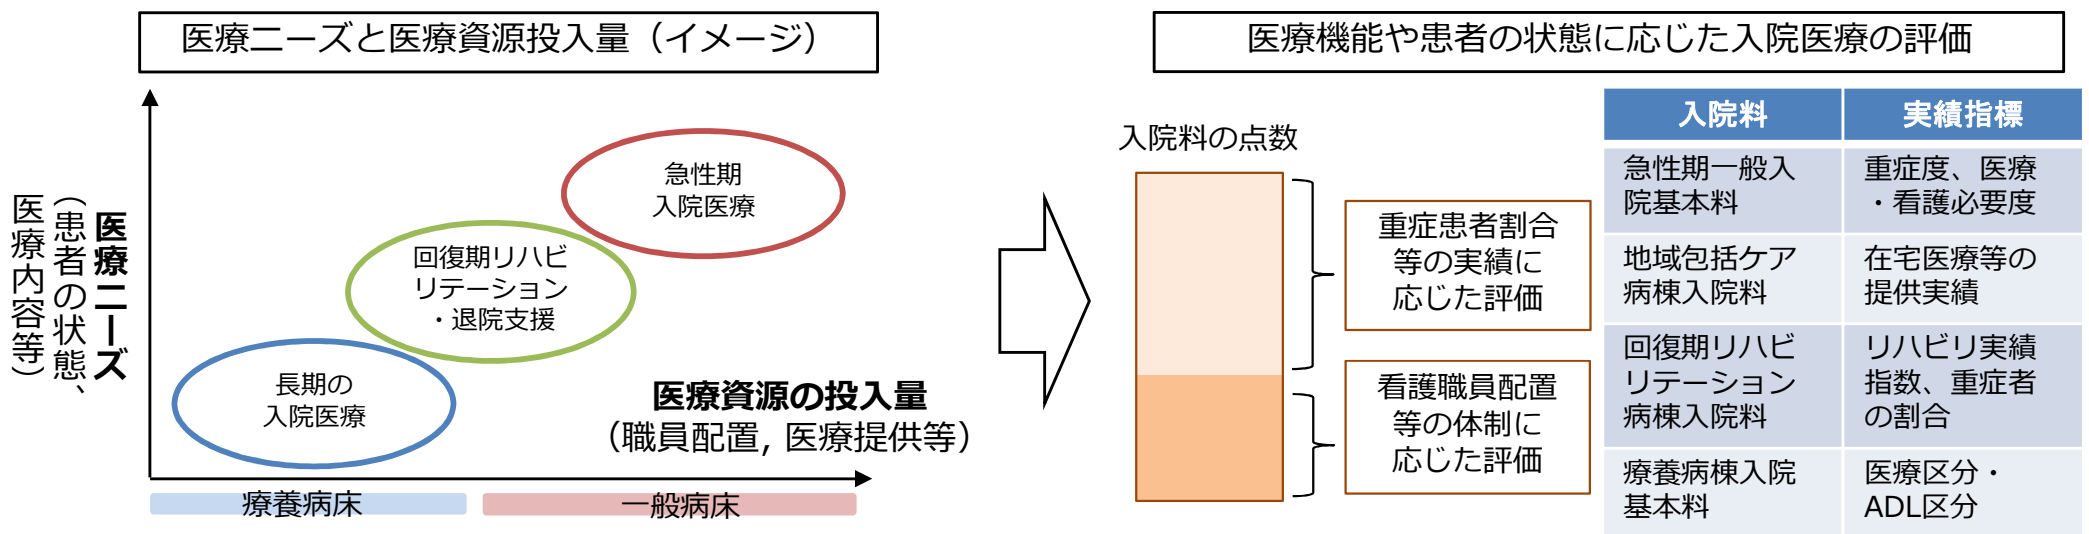 医療ニーズと医療資源投入量（イメージ）
医療ニーズ
（患者の状態、
医療内容等）
急性期
入院医療
回復期リハビ
リテーション
・退院支援
長期の
入院医療
医療資源の投入量
（職員配置, 医療提供等）
療養病床
一般病床
医療機能や患者の状態に応じた入院医療の評価
入院料の点数
重症患者割合
等の実績に
応じた評価
看護職員配置
等の体制に
応じた評価
入院料
実績指標
急性期一般入
院基本料
重症度、医療
・看護必要度
地域包括ケア
病棟入院料
在宅医療等の
提供実績
回復期リハビ
リテーション
病棟入院料
リハビリ実績
指数、重症者
の割合
療養病棟入院
基本料
医療区分・
ADL区分